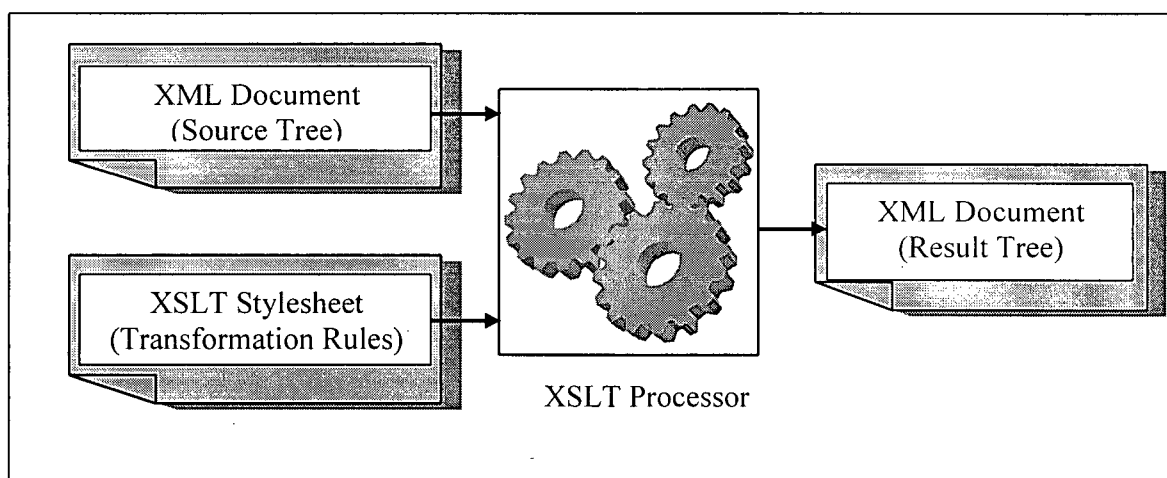 XML Document
(Source Tree)
XSLT Stylesheet
(Transformation Rules)
XSLT Processor
XML Document
(Result Tree)